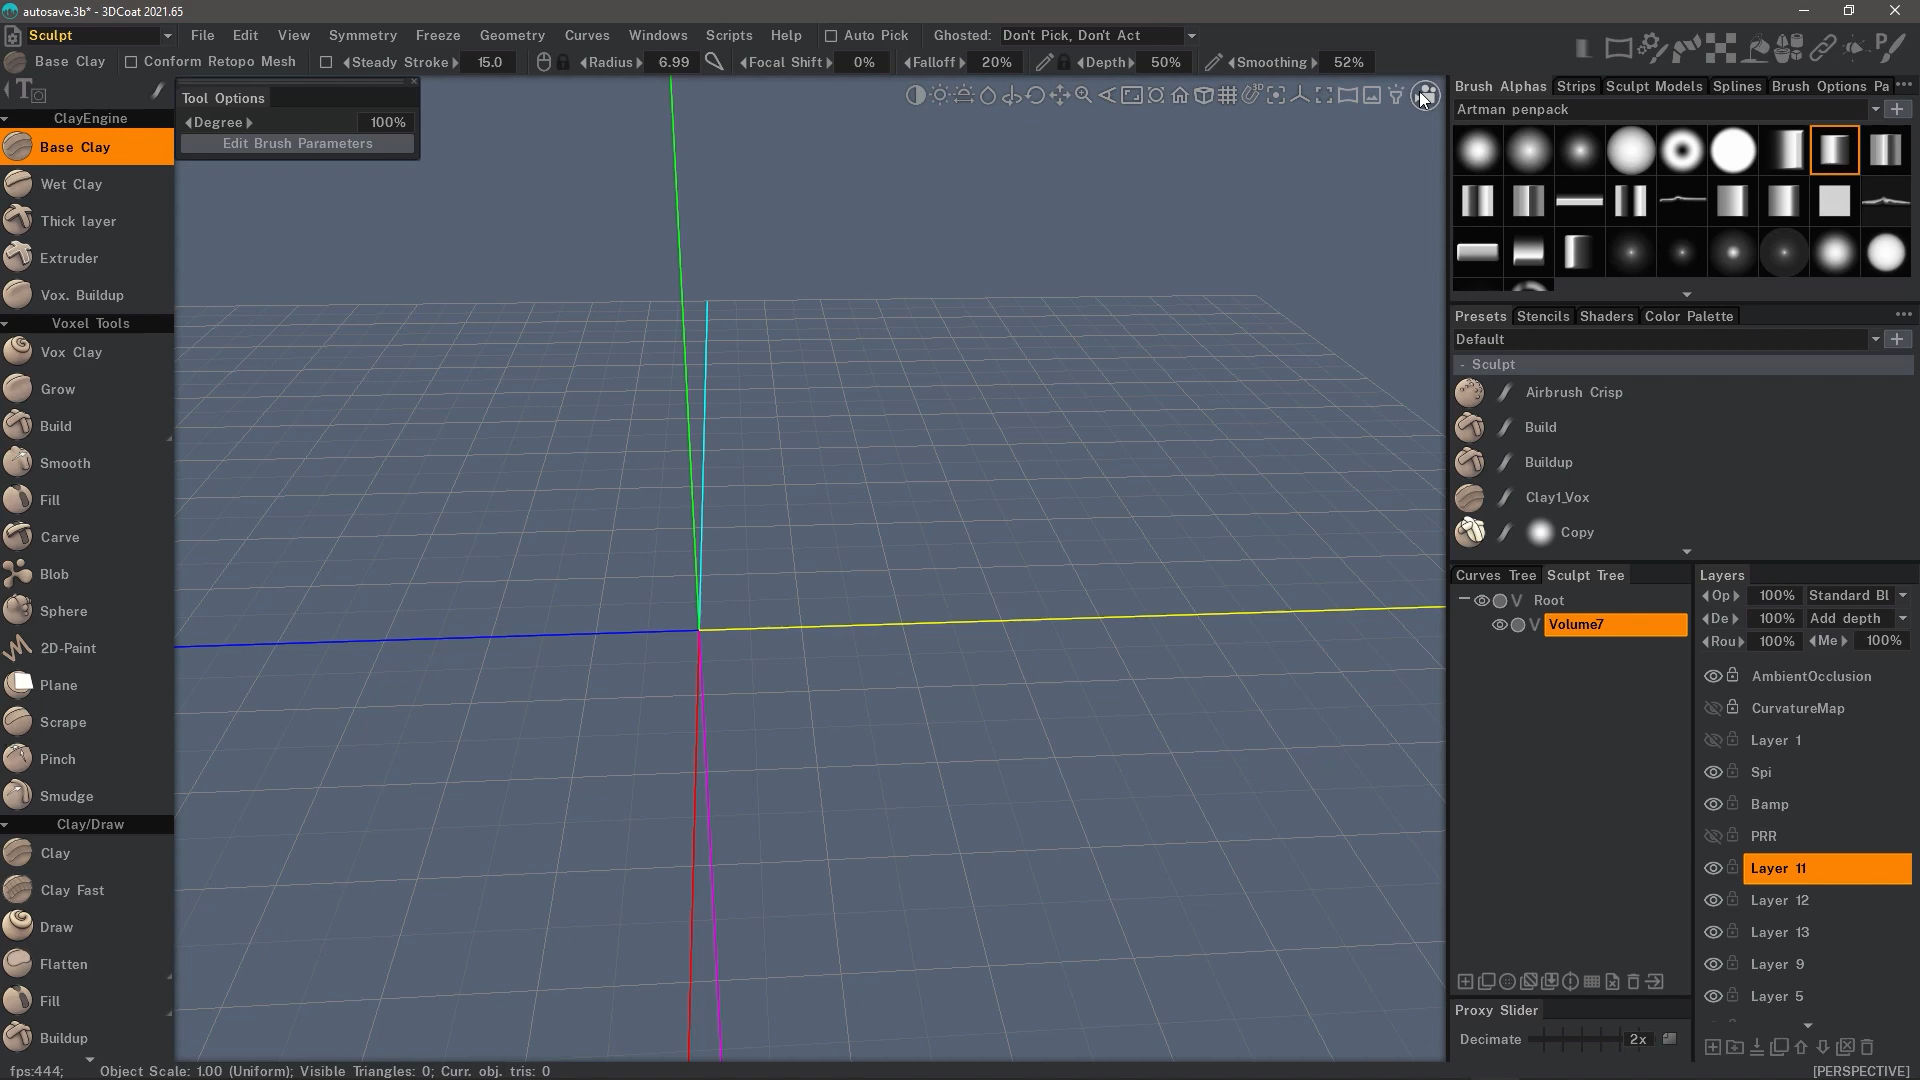 autosave.3b* - 3DCoat 2021.65
Sculpt File Edit View Symmetry Freeze Geometry Curves Windows Scripts Help Auto Pick Ghosted: Don't Pick, Don't Act
Base Clay Conform Retopo Mesh Steady Stroke 15.0 Radius 6.99 Focal Shift 0% Falloff 20% Depth 50% Smoothing 52%
Tool Options
Degree 100%
Edit Brush Parameters
ClayEngine
Base Clay
Wet Clay
Thick layer
Extruder
Vox. Buildup
Voxel Tools
Vox Clay
Grow
Build
Smooth
Fill
Carve
Blob
Sphere
2D-Paint
Plane
Scrape
Pinch
Smudge
Clay/Draw
Clay
Clay Fast
Draw
Flatten
Fill
Buildup
Brush Alphas Strips Sculpt Models Splines Brush Options Pa
Artman penpack
Presets Stencils Shaders Color Palette
Default
- Sculpt
Airbrush Crisp
Build
Buildup
Clay1_Vox
Copy
Curves Tree Sculpt Tree
V Root
V Volume7
Proxy Slider
Decimate 2x
Layers
Op 100% Standard Bl
De 100% Add depth
Rou 100% Me 100%
AmbientOcclusion
CurvatureMap
Layer 1
Spi
Bamp
PRR
Layer 11
Layer 12
Layer 13
Layer 9
Layer 5
fps:444; Object Scale: 1.00 (Uniform); Visible Triangles: 0; Curr. obj. tris: 0 [PERSPECTIVE]